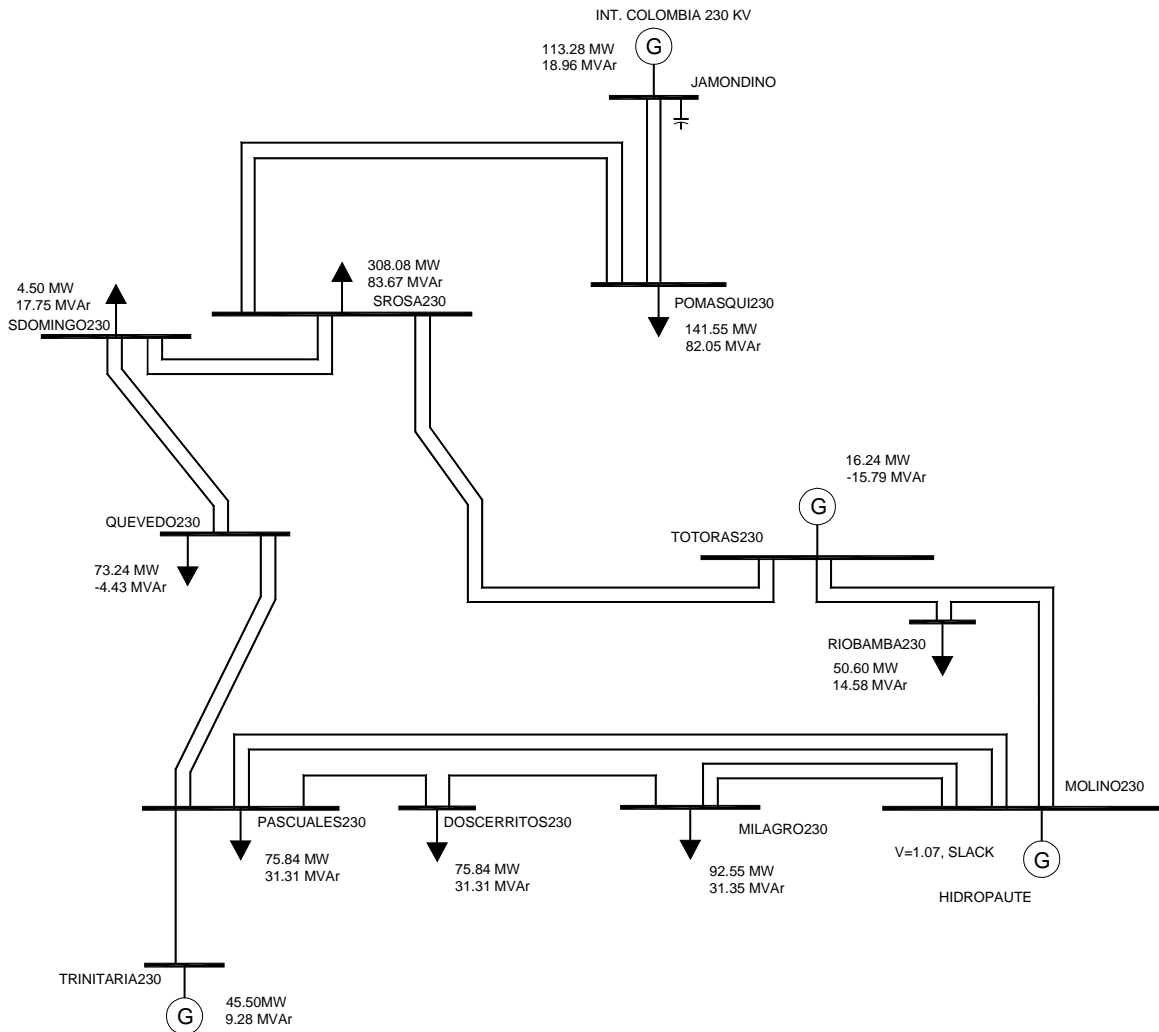 INT. COLOMBIA 230 KV
G
113.28 MW
18.96 MVAr
JAMONDINO
308.08 MW
83.67 MVAr
SROSA230
4.50 MW
17.75 MVAr
SDOMINGO230
POMASQUI230
141.55 MW
82.05 MVAr
16.24 MW
-15.79 MVAr
G
QUEVEDO230
TOTORAS230
73.24 MW
-4.43 MVAr
RIOBAMBA230
50.60 MW
14.58 MVAr
MOLINO230
PASCUALES230
DOSCERRITOS230
MILAGRO230
75.84 MW
31.31 MVAr
75.84 MW
31.31 MVAr
92.55 MW
31.35 MVAr
V=1.07, SLACK
G
HIDROPAUTE
TRINITARIA230
G
45.50MW
9.28 MVAr